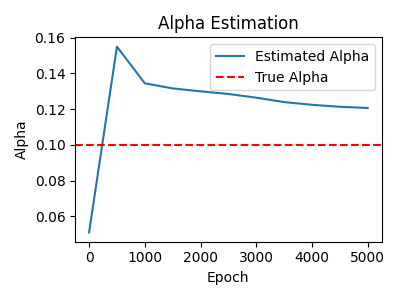 Alpha Estimation
Estimated Alpha
True Alpha
Alpha
0.16
0.14
0.12
0.10
0.08
0.06
0 1000 2000 3000 4000 5000
Epoch